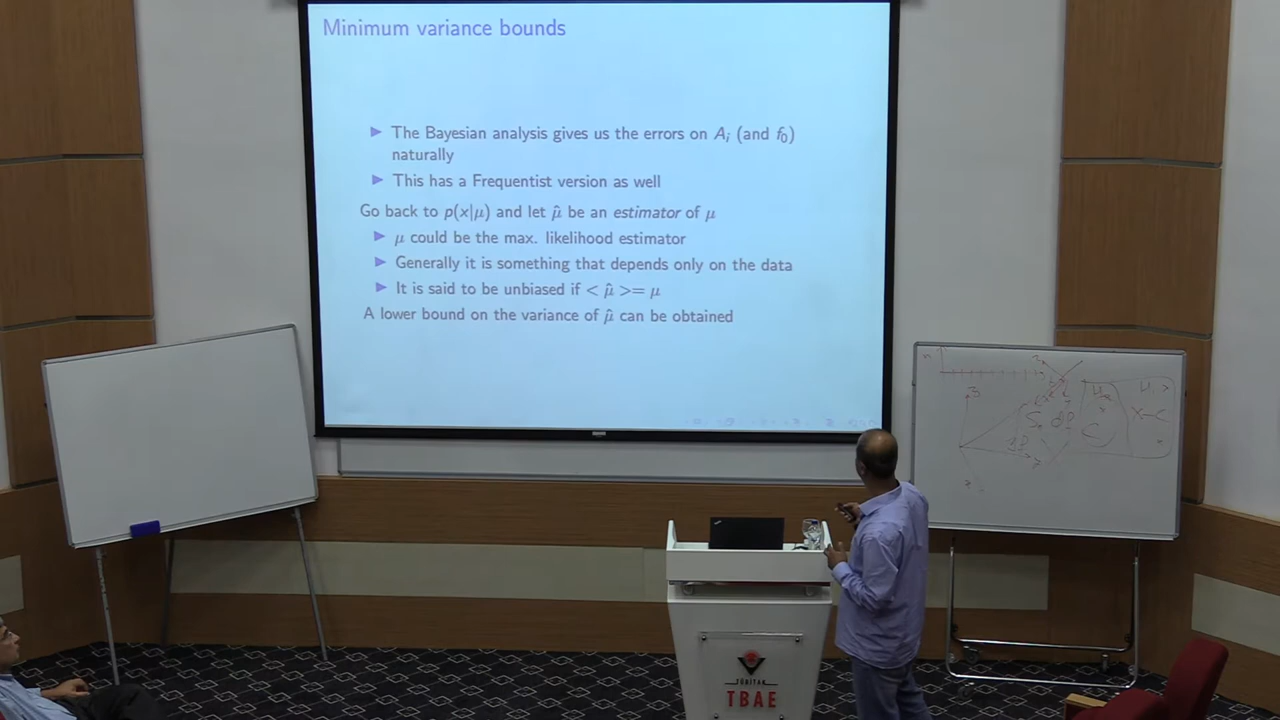 Minimum variance bounds
▶ The Bayesian analysis gives us the errors on Aᵢ (and f₀)
naturally
▶ This has a Frequentist version as well
Go back to p(x|μ) and let μ̂ be an estimator of μ
▶ μ could be the max. likelihood estimator
▶ Generally it is something that depends only on the data
▶ It is said to be unbiased if < μ̂ >= μ
A lower bound on the variance of μ̂ can be obtained
TÜBİTAK
TBAE